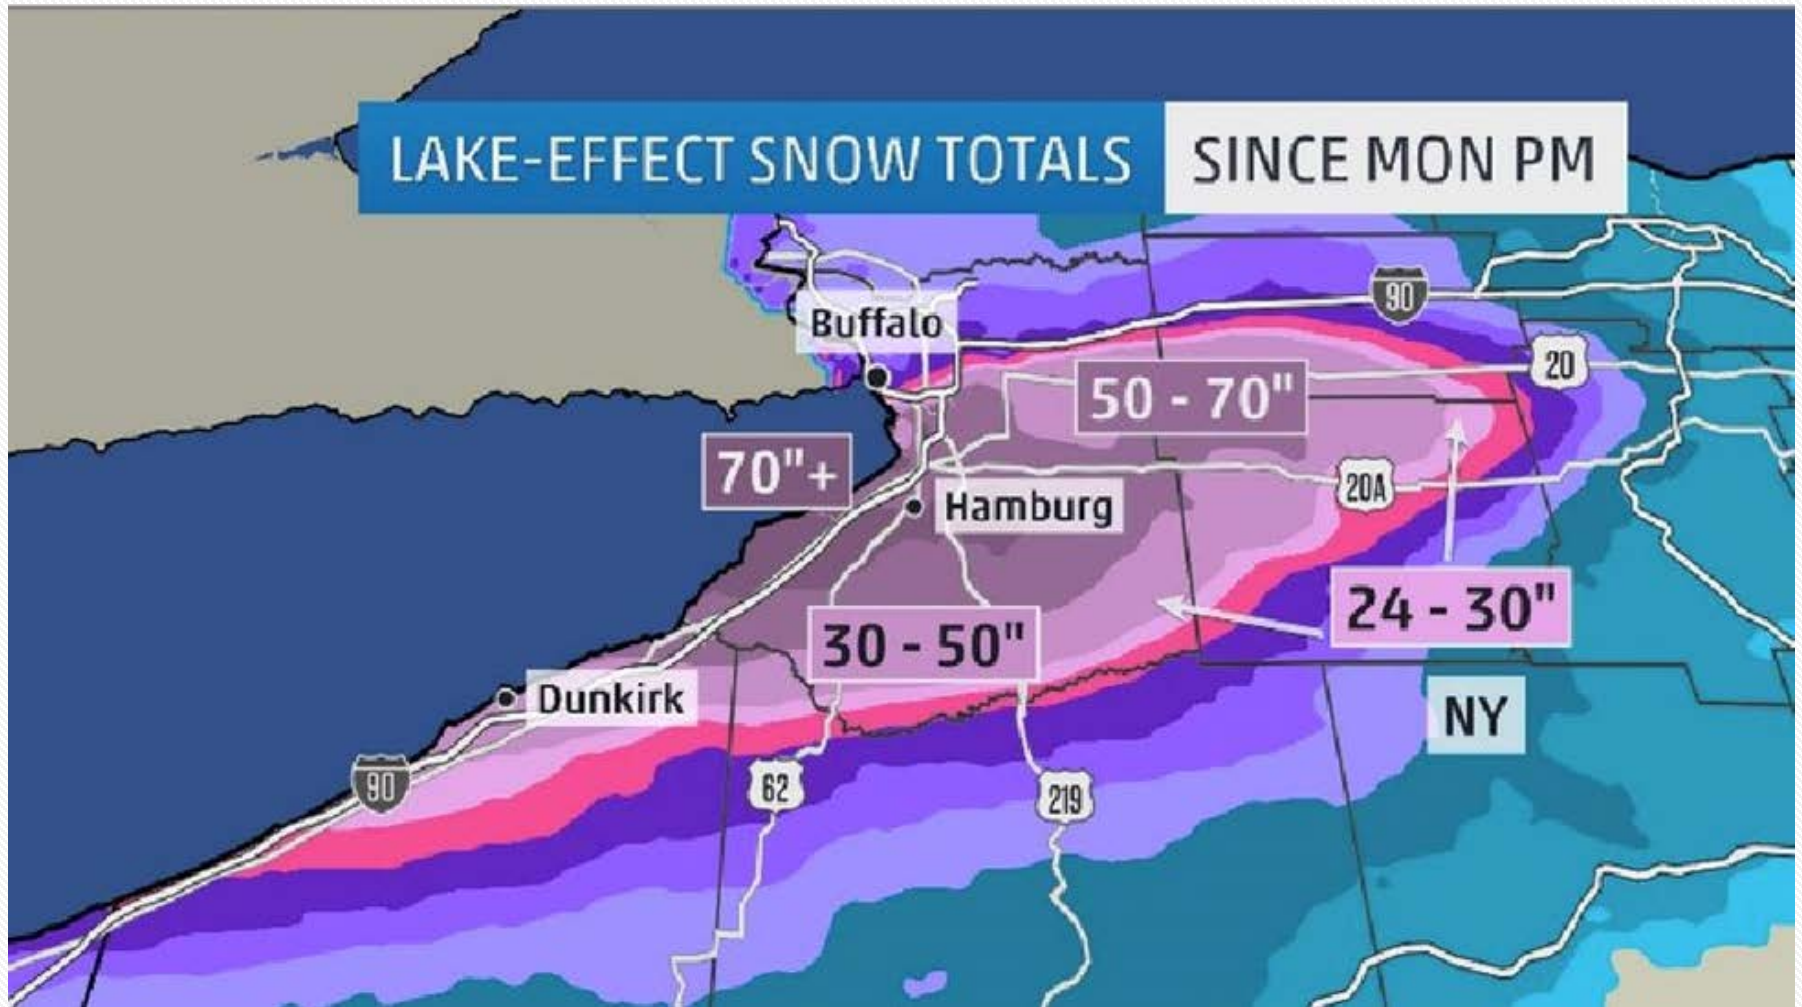 LAKE-EFFECT SNOW TOTALS SINCE MON PM
90
Buffalo
20
50 - 70"
70"+
20A
Hamburg
24 - 30"
30 - 50"
Dunkirk
NY
90
62
219